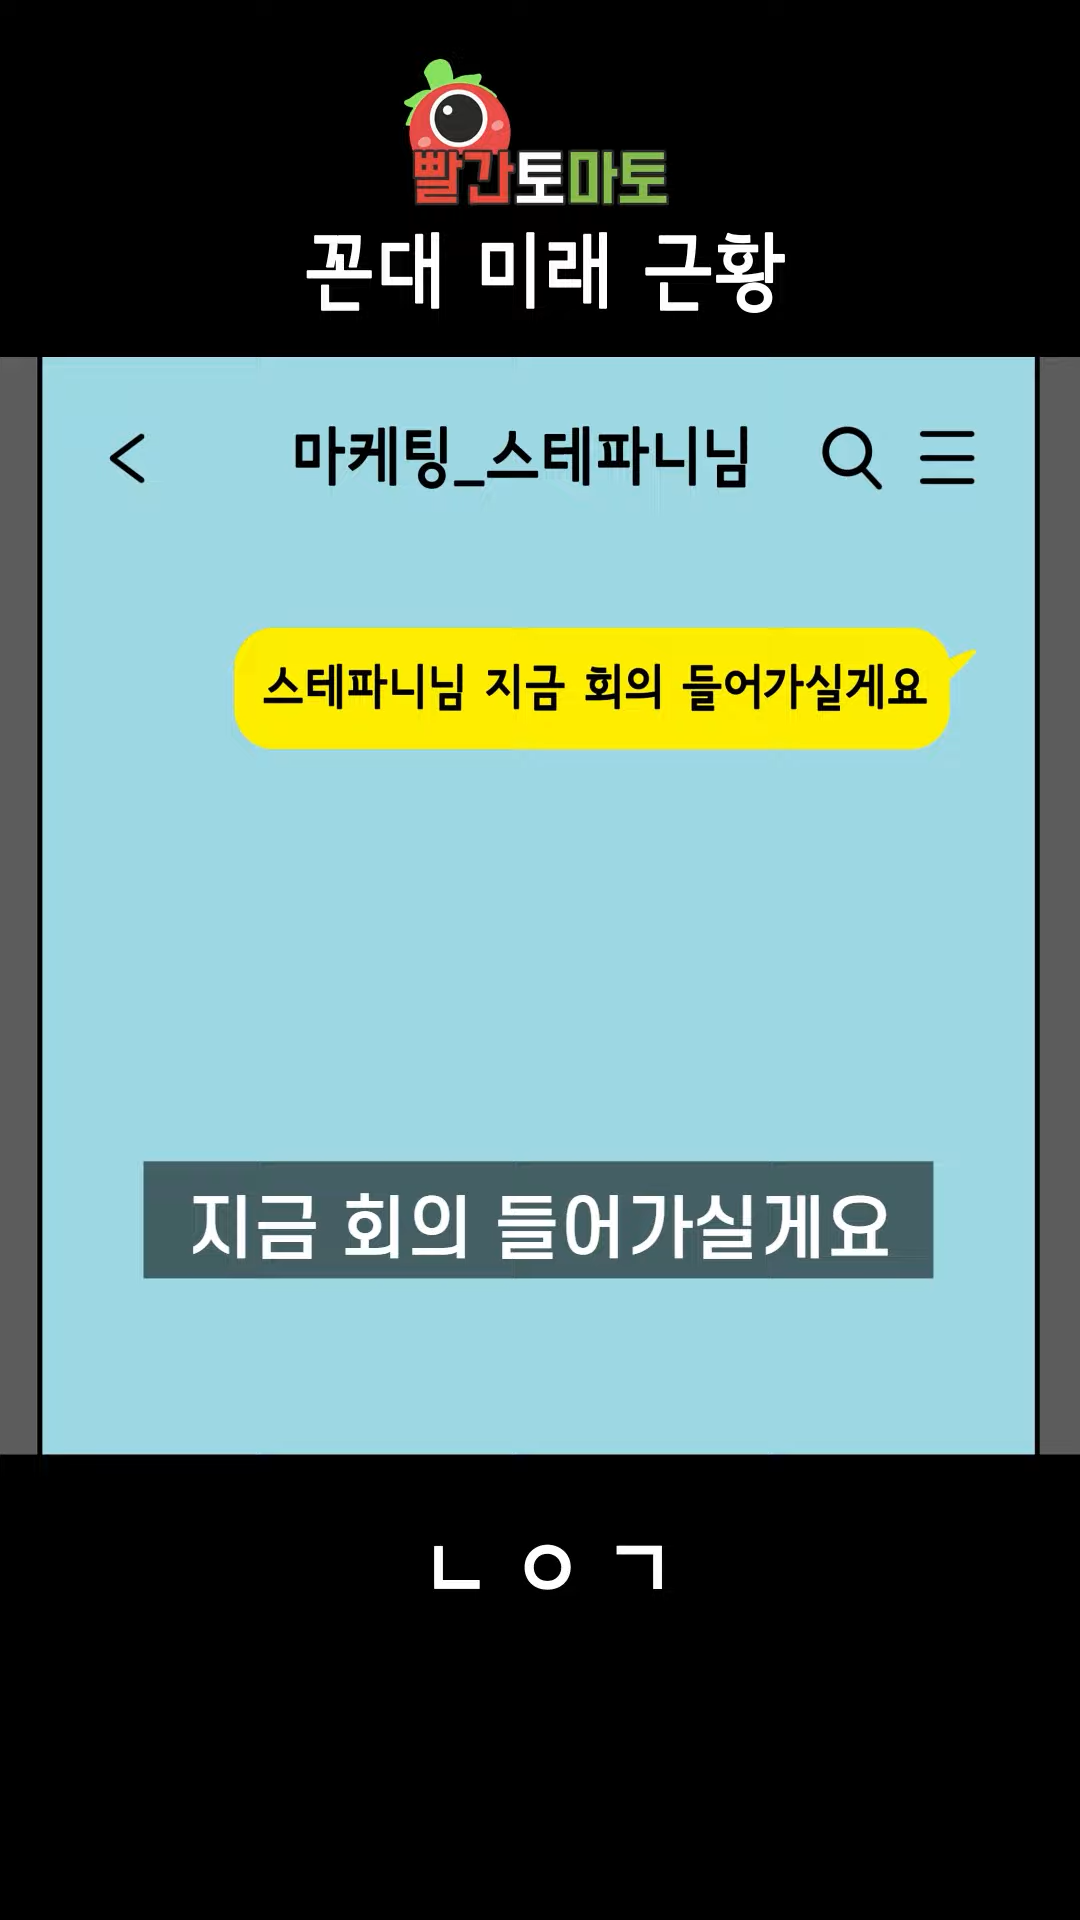 빨간토마토
꼰대 미래 근황
마케팅_스테파니님
스테파니님 지금 회의 들어가실게요
지금 회의 들어가실게요
ㄴㅇㄱ